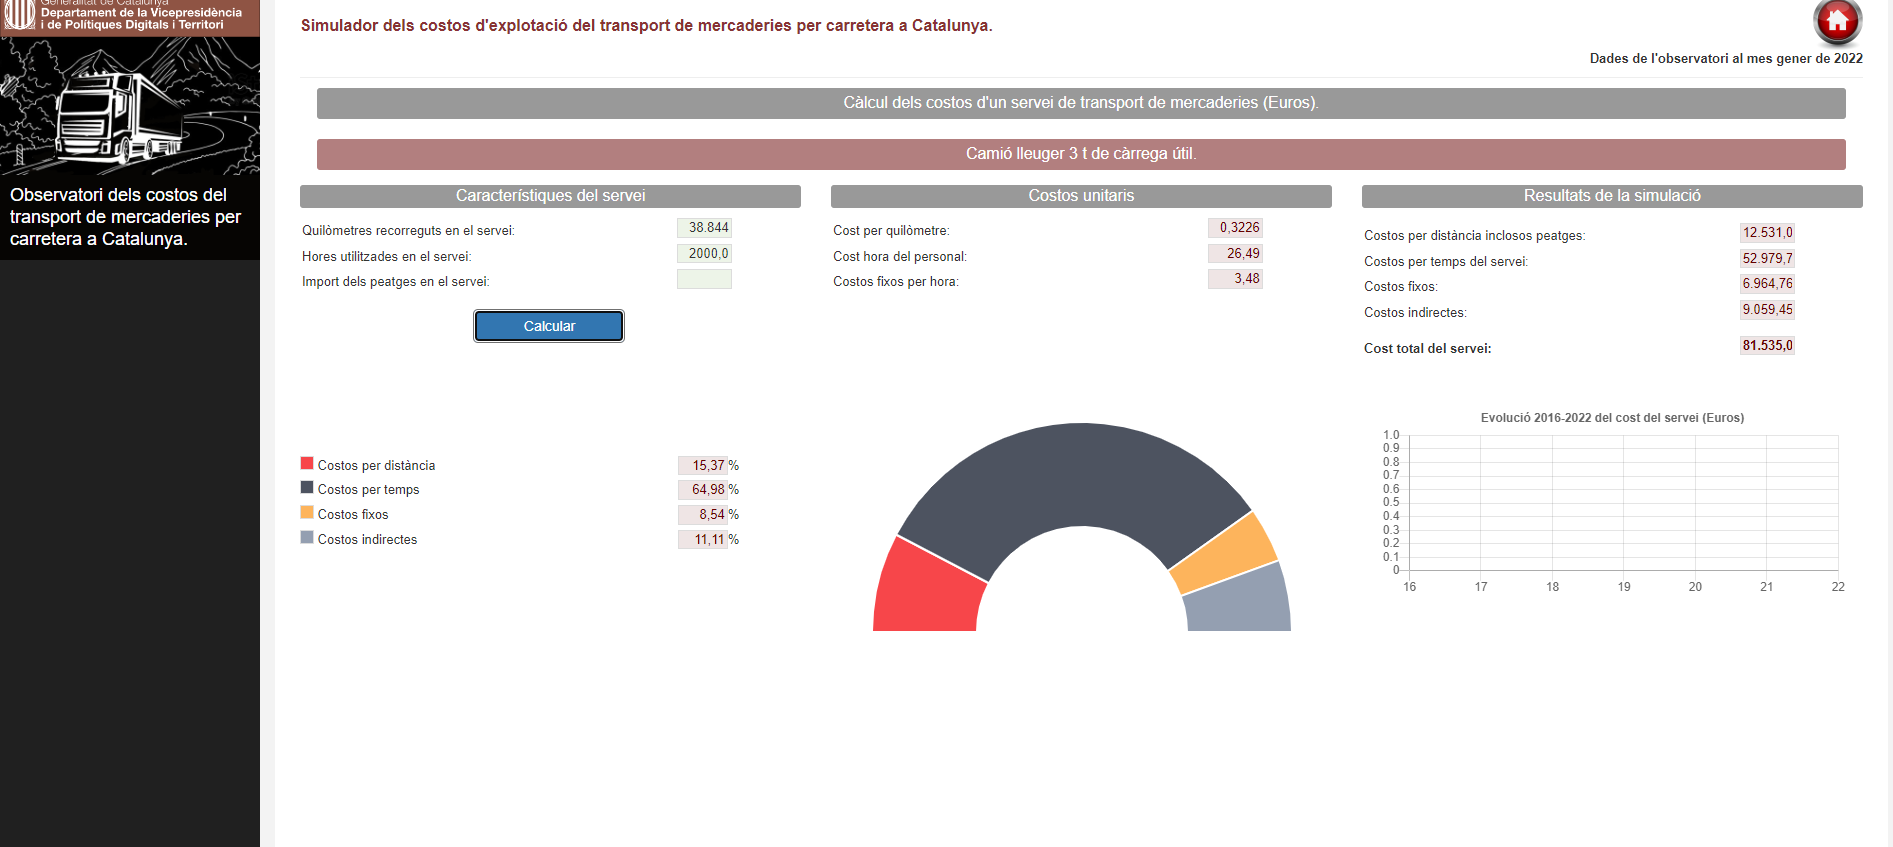 Generalitat de Catalunya
Departament de la Vicepresidència
i de Polítiques Digitals i Territori
Observatori dels costos del
transport de mercaderies per
carretera a Catalunya.
Simulador dels costos d'explotació del transport de mercaderies per carretera a Catalunya.
Dades de l'observatori al mes gener de 2022
Càlcul dels costos d'un servei de transport de mercaderies (Euros).
Camió lleuger 3 t de càrrega útil.
Característiques del servei
Quilòmetres recorreguts en el servei: 38.844
Hores utilitzades en el servei: 2000,0
Import dels peatges en el servei:
Calcular
Costos unitaris
Cost per quilòmetre: 0,3226
Cost hora del personal: 26,49
Costos fixos per hora: 3,48
Resultats de la simulació
Costos per distància inclosos peatges: 12.531,0
Costos per temps del servei: 52.979,7
Costos fixos: 6.964,76
Costos indirectes: 9.059,45
Cost total del servei: 81.535,0
Costos per distància 15,37 %
Costos per temps 64,98 %
Costos fixos 8,54 %
Costos indirectes 11,11 %
Evolució 2016-2022 del cost del servei (Euros)
1.0
0.9
0.8
0.7
0.6
0.5
0.4
0.3
0.2
0.1
0
16 17 18 19 20 21 22